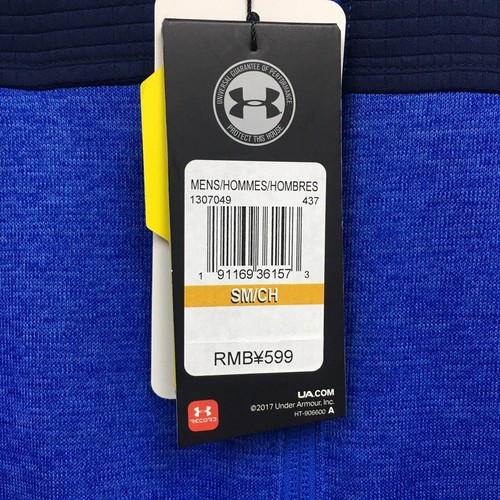 UNIVERSAL GUARANTEE OF PERFORMANCE
PROTECT THIS HOUSE
MENS/HOMMES/HOMBRES
1307049 437
1 91169 36157 3
SM/CH
RMB¥599
RECORD
UA.COM
©2017 Under Armour, Inc.
HT-906600 A